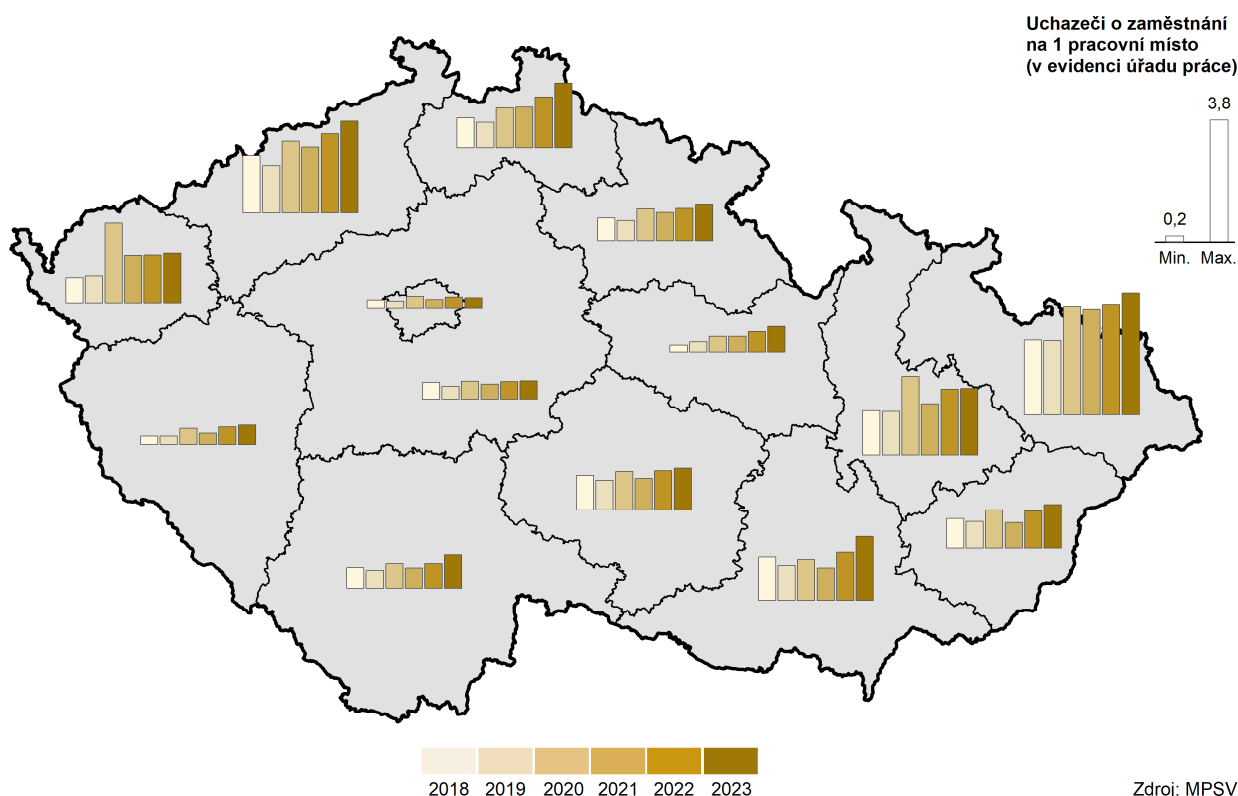 Uchazeči o zaměstnání
na 1 pracovní místo
(v evidenci úřadu práce)
3,8
0,2
Min. Max.
2018 2019 2020 2021 2022 2023
Zdroj: MPSV